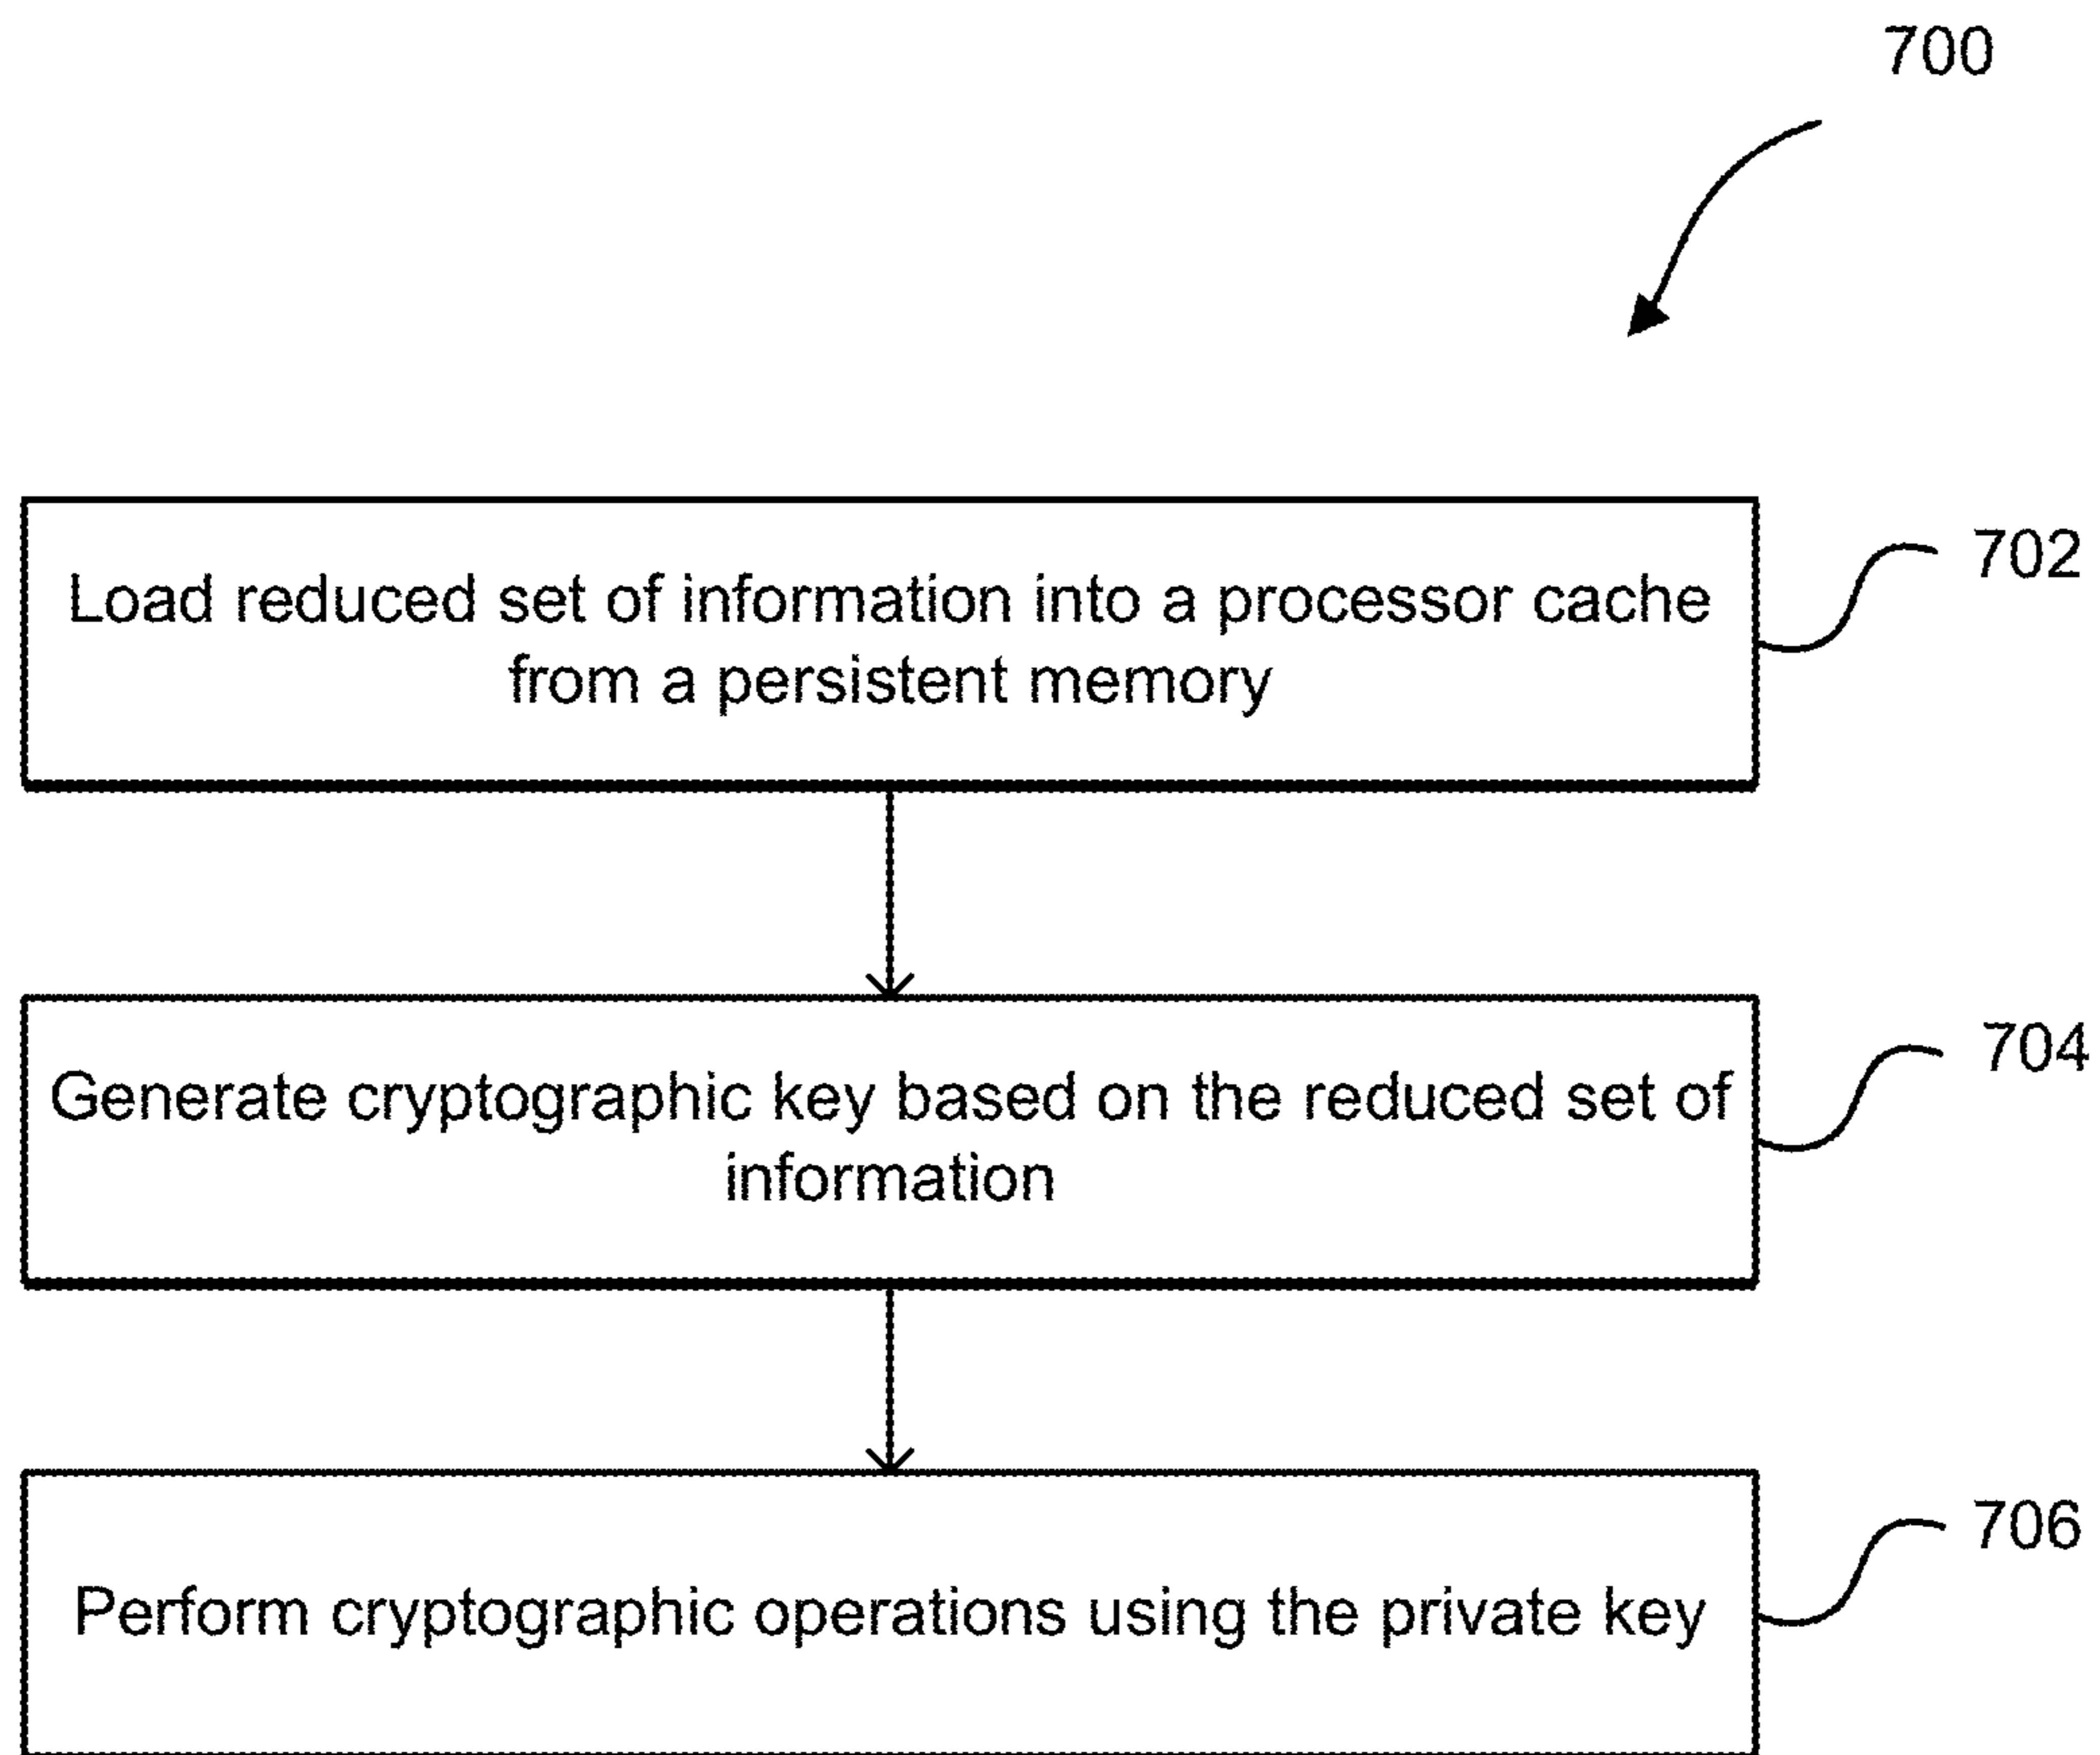 700
Load reduced set of information into a processor cache
from a persistent memory
702
Generate cryptographic key based on the reduced set of
information
704
Perform cryptographic operations using the private key
706